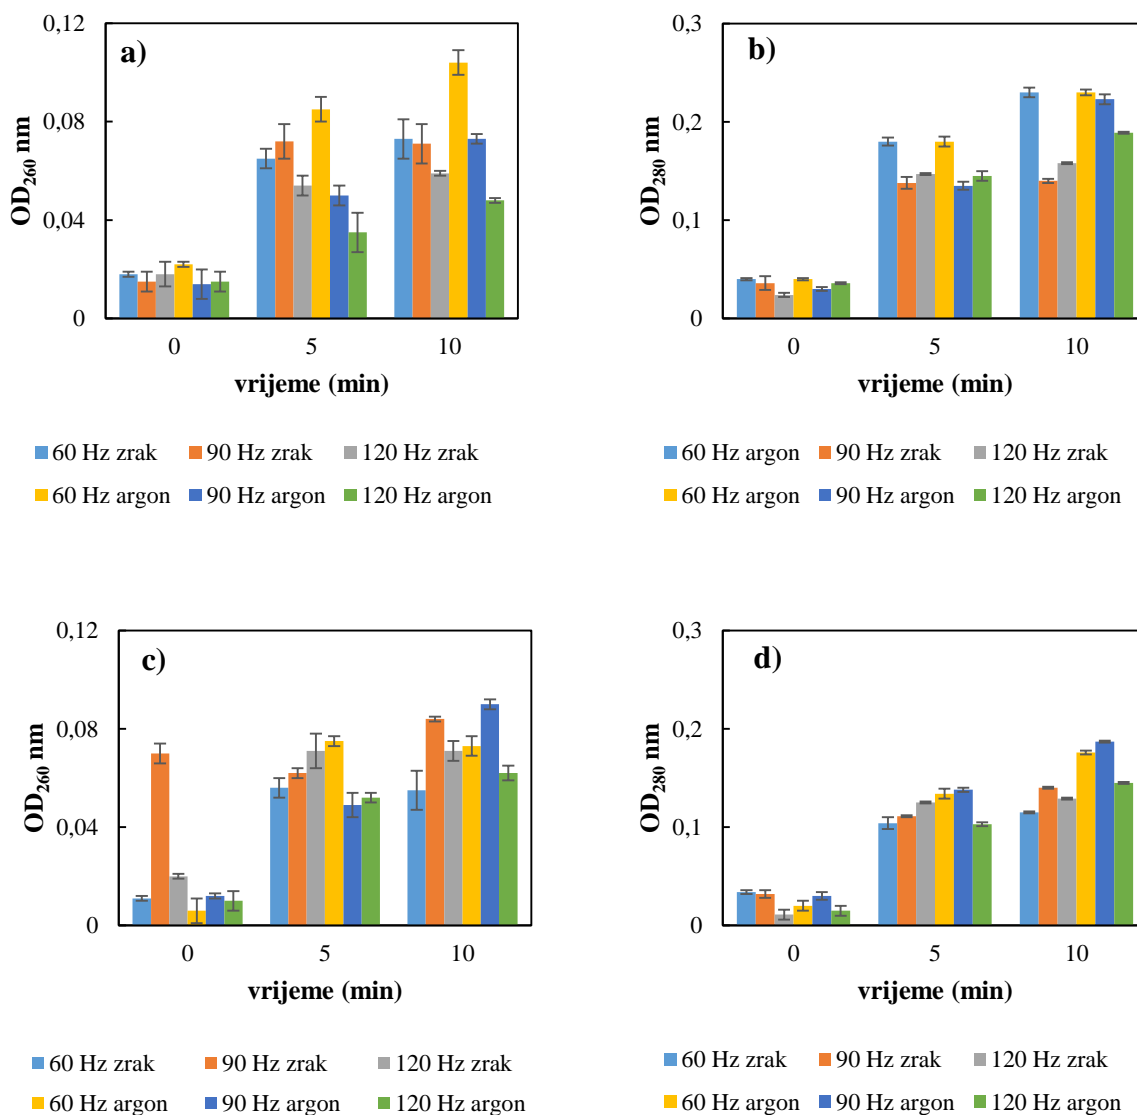 a)
0,12
0,08
0,04
0
OD260 nm
0 5 10
vrijeme (min)
60 Hz zrak 90 Hz zrak 120 Hz zrak
60 Hz argon 90 Hz argon 120 Hz argon
b)
0,3
0,2
0,1
0
OD280 nm
0 5 10
vrijeme (min)
60 Hz argon 90 Hz zrak 120 Hz zrak
60 Hz argon 90 Hz argon 120 Hz argon
c)
0,12
0,08
0,04
0
OD260 nm
0 5 10
vrijeme (min)
60 Hz zrak 90 Hz zrak 120 Hz zrak
60 Hz argon 90 Hz argon 120 Hz argon
d)
0,3
0,2
0,1
0
OD280 nm
0 5 10
vrijeme (min)
60 Hz zrak 90 Hz zrak 120 Hz zrak
60 Hz argon 90 Hz argon 120 Hz argon